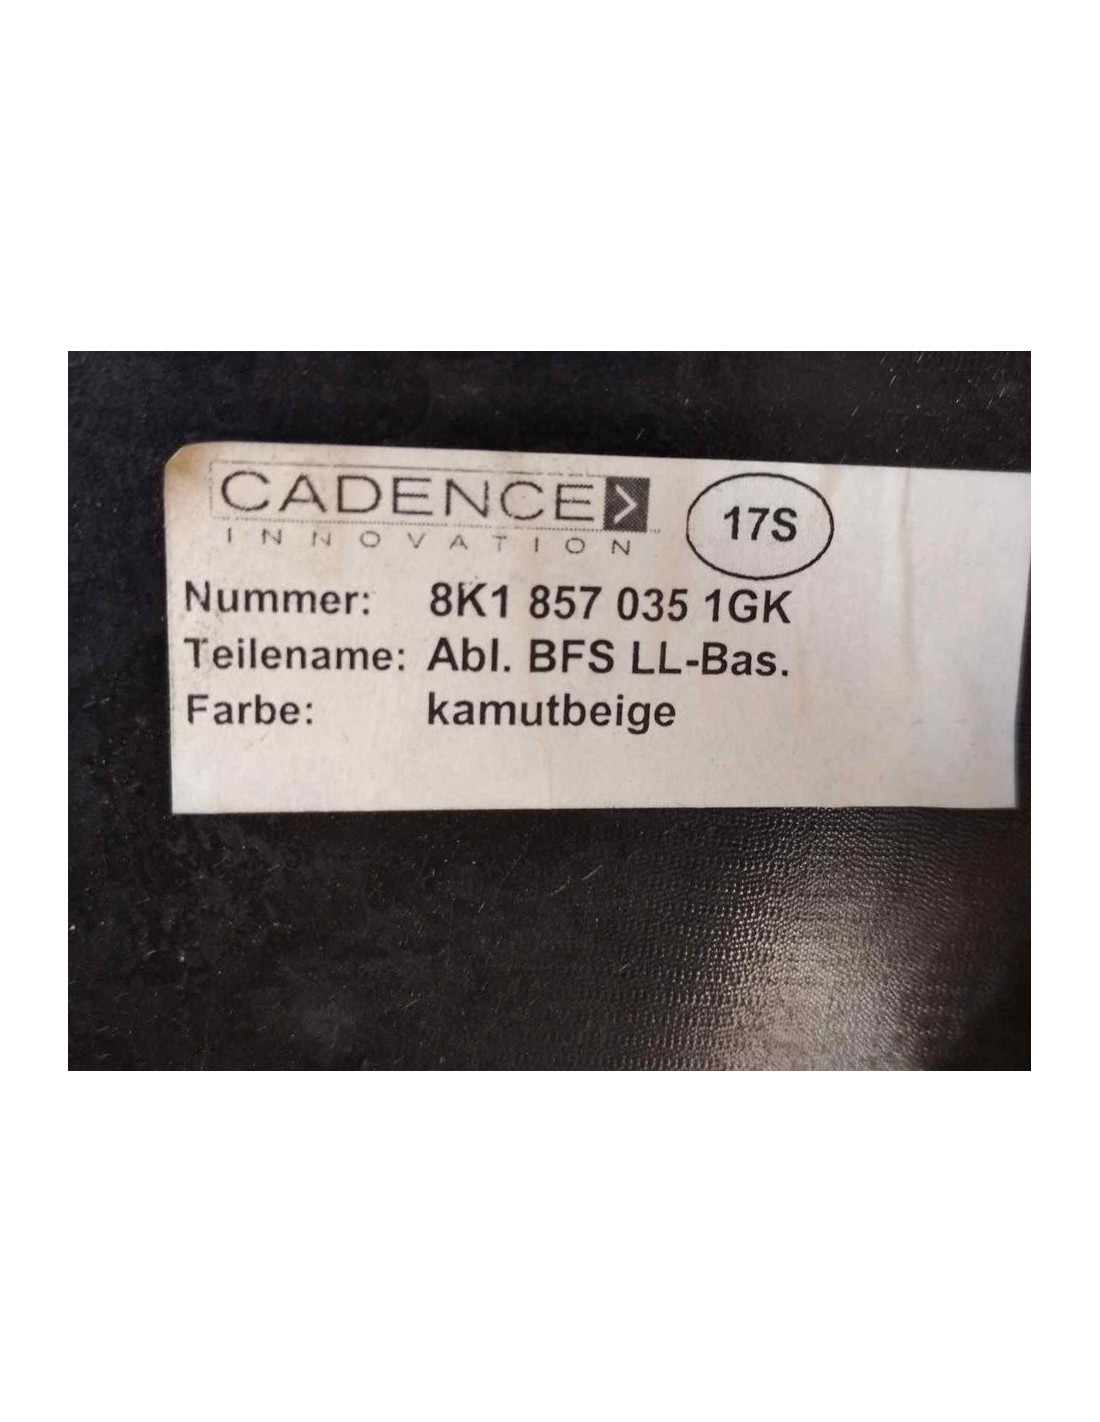 CADENCE >
INNOVATION
17S
Nummer: 8K1 857 035 1GK
Teilename: Abl. BFS LL-Bas.
Farbe: kamutbeige